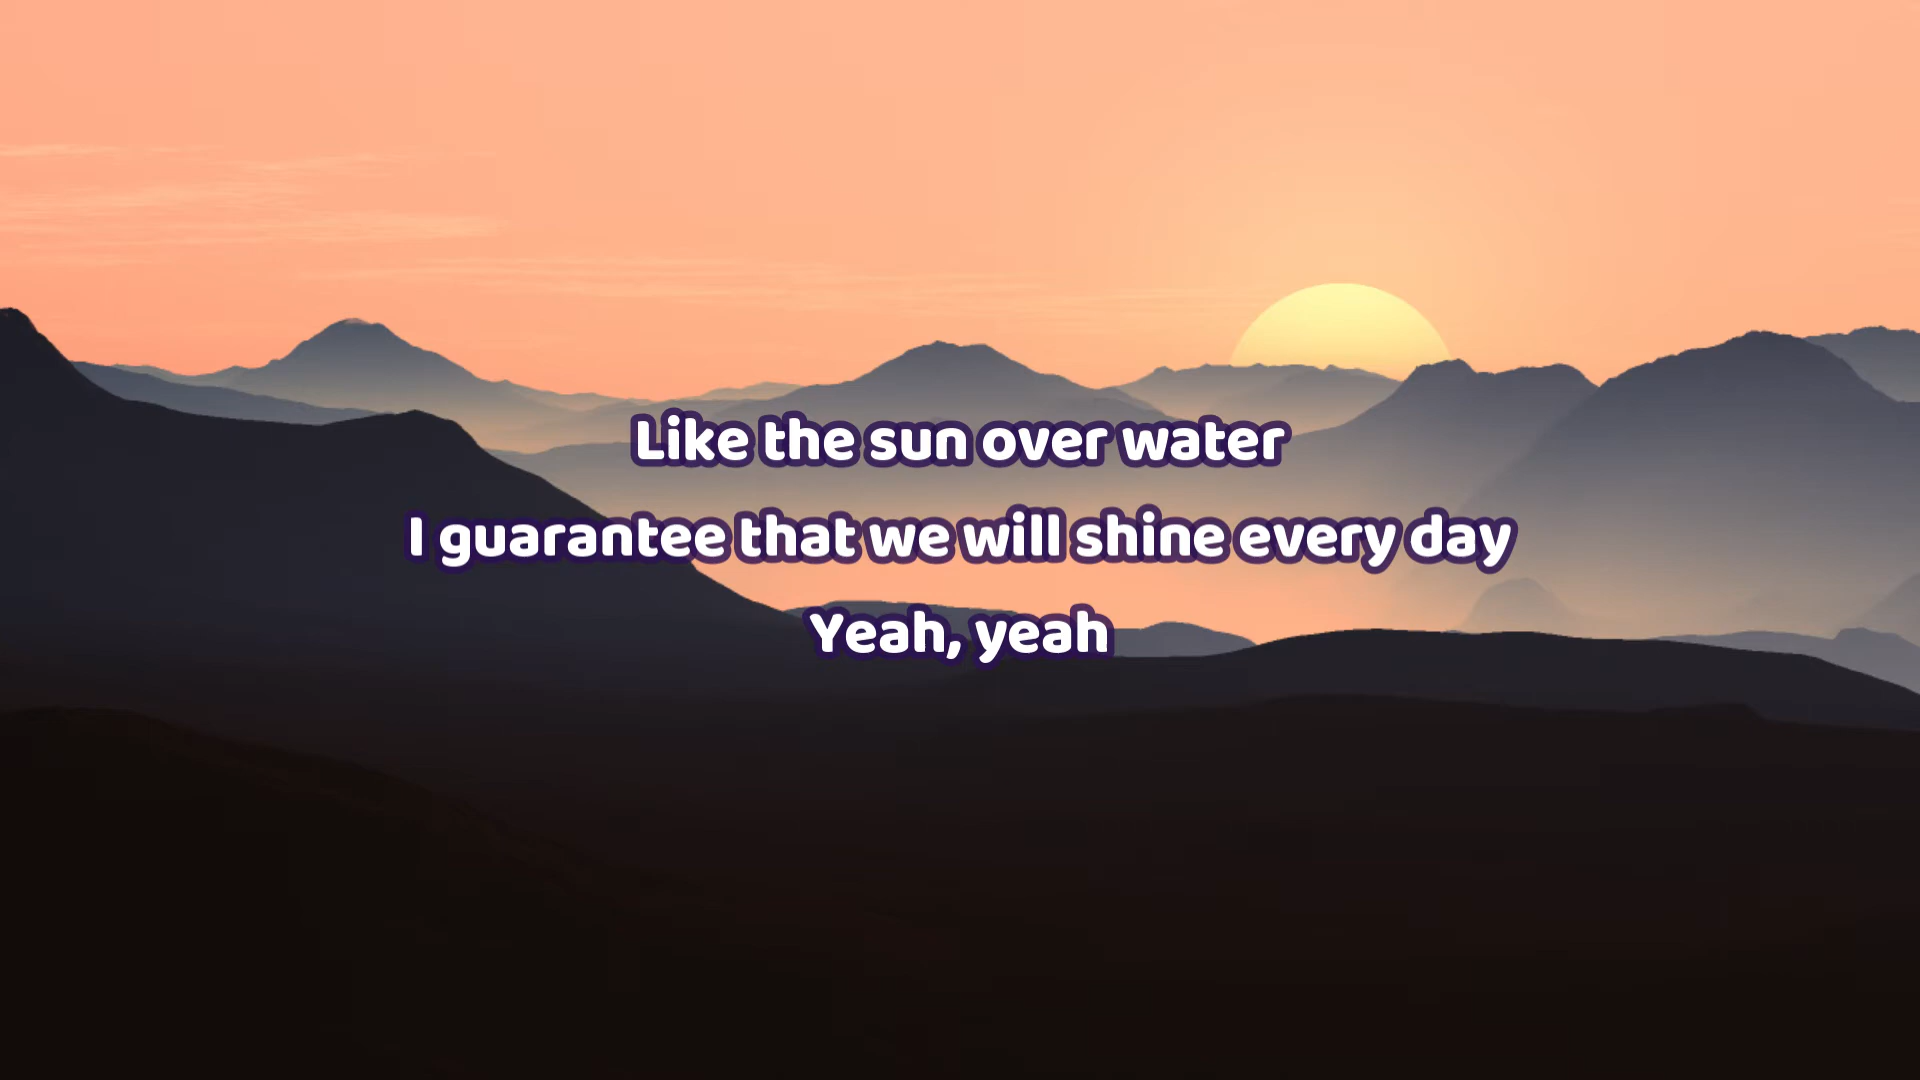 Like the sun over water
I guarantee that we will shine every day
Yeah, yeah